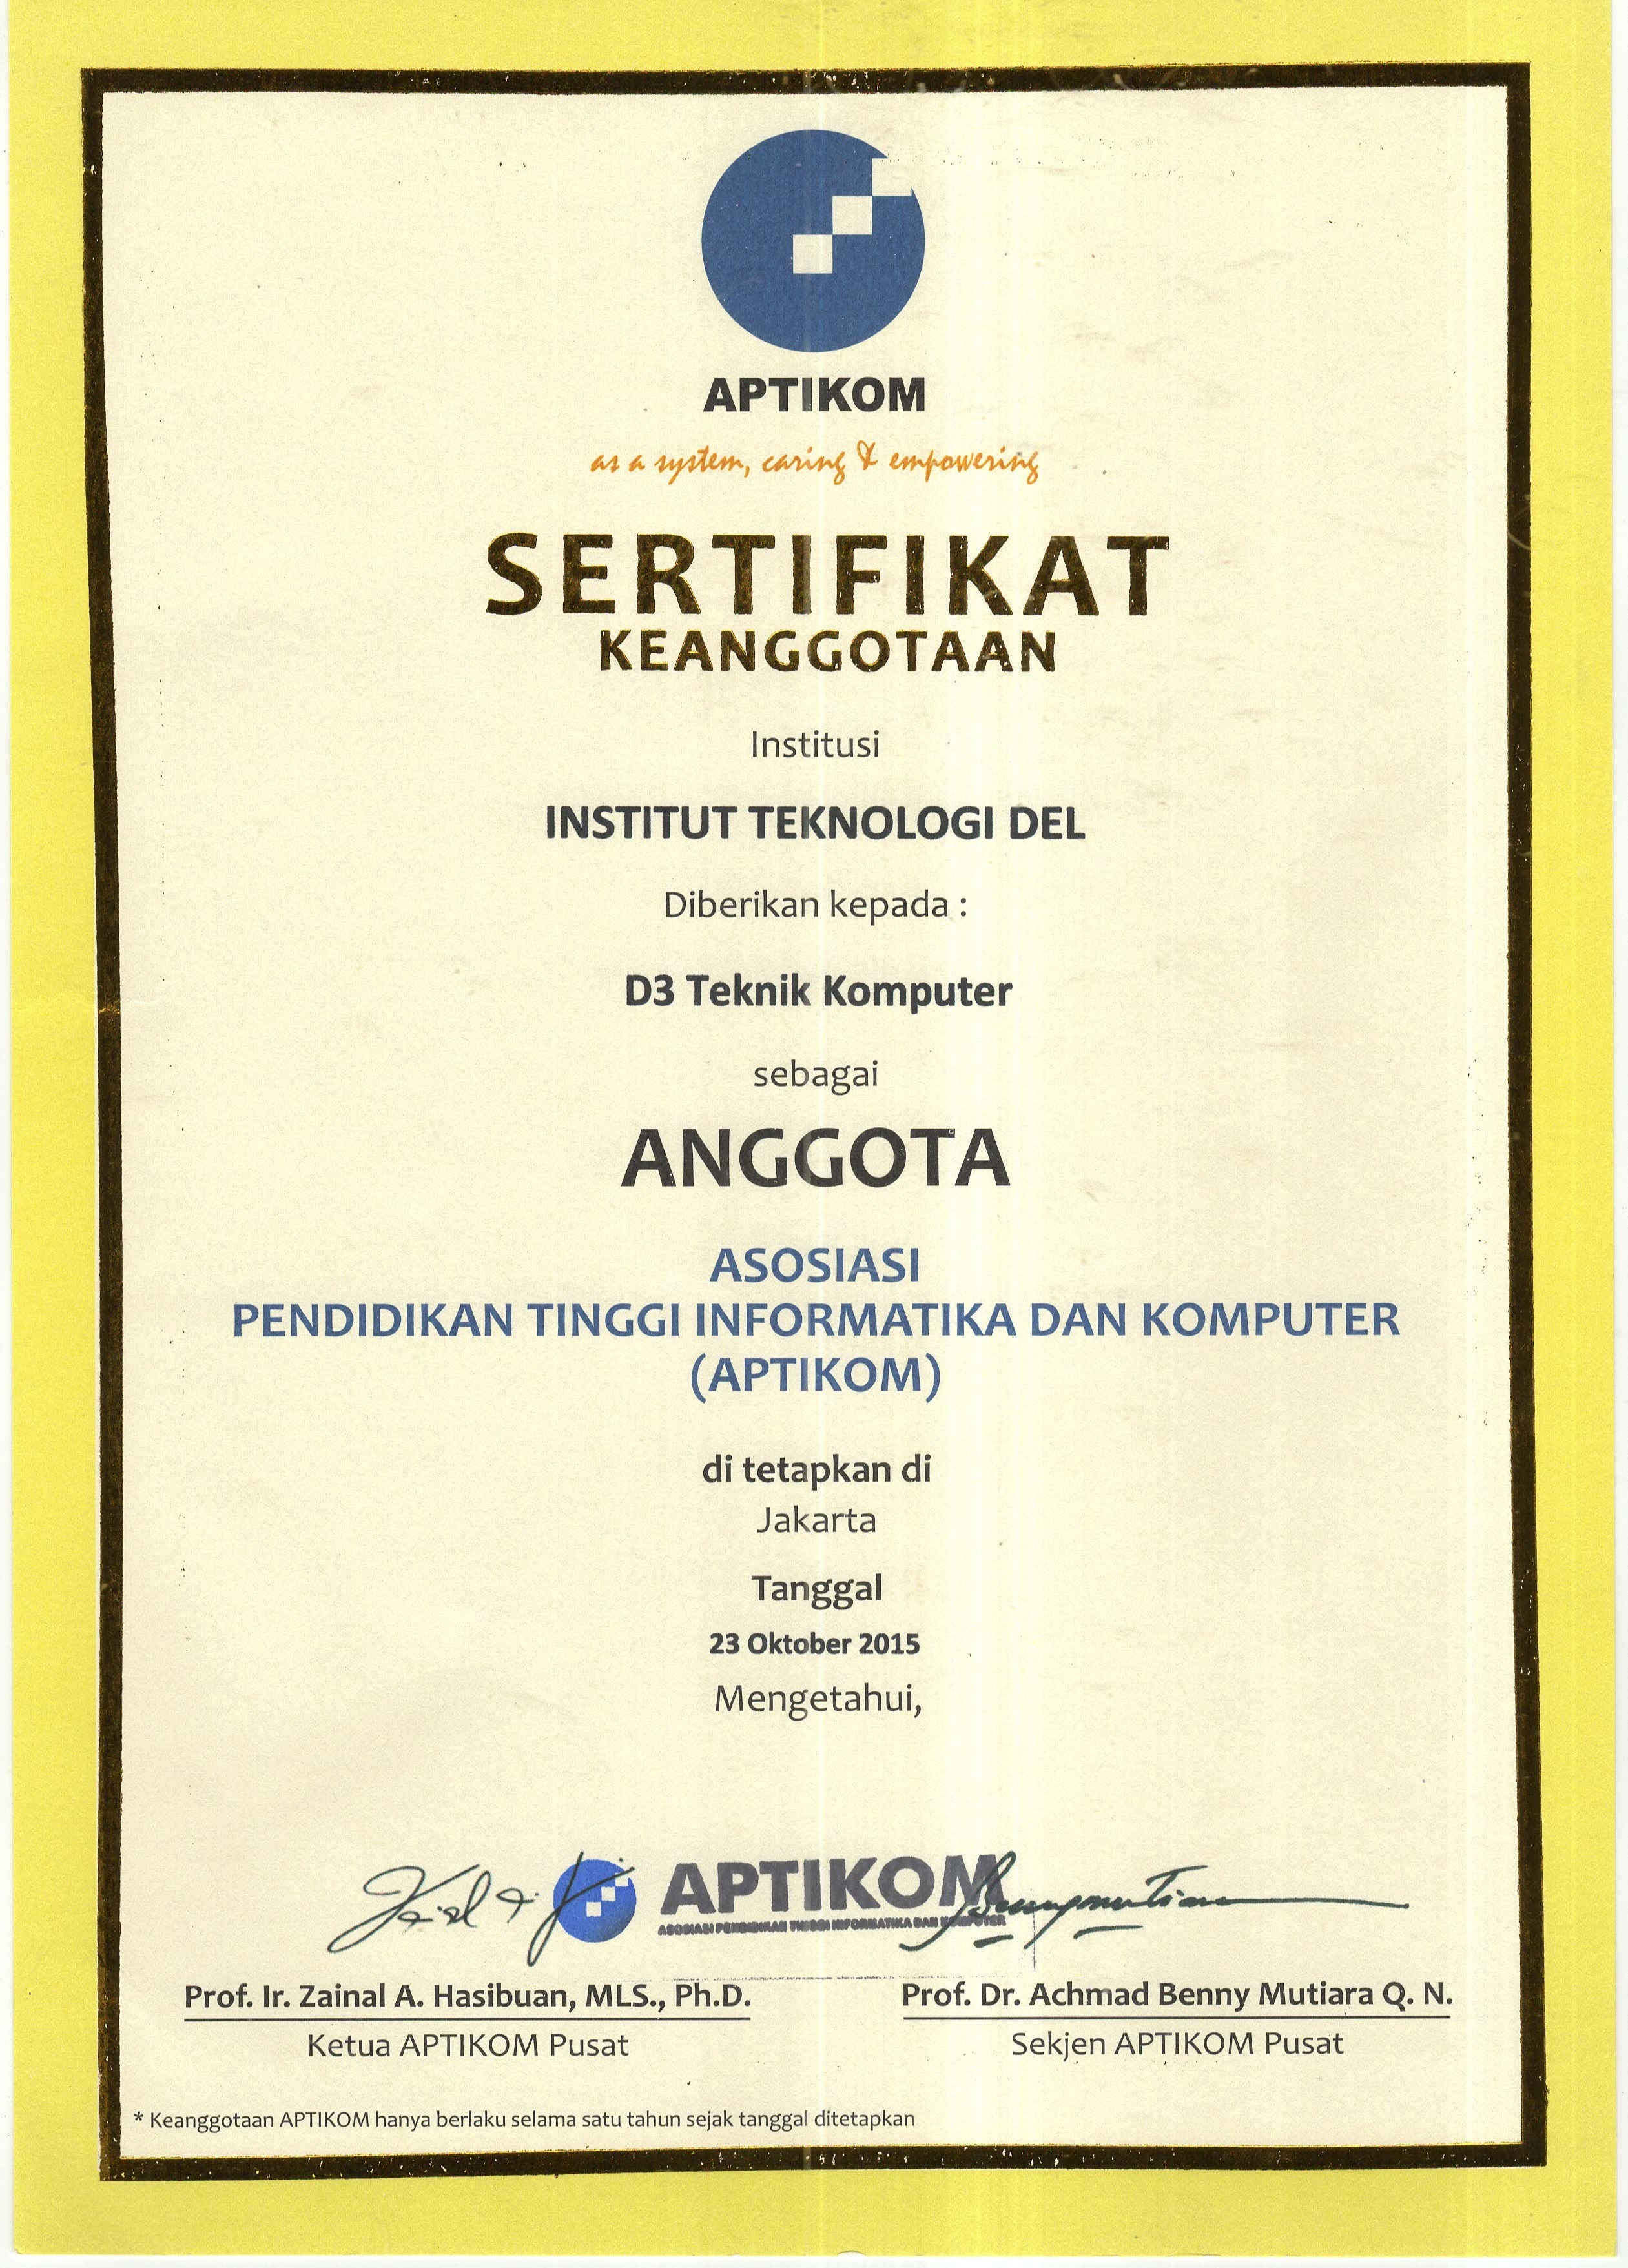 APTIKOM
as a system, caring & empowering
SERTIFIKAT
KEANGGOTAAN
Institusi
INSTITUT TEKNOLOGI DEL
Diberikan kepada :
D3 Teknik Komputer
sebagai
ANGGOTA
ASOSIASI
PENDIDIKAN TINGGI INFORMATIKA DAN KOMPUTER
(APTIKOM)
di tetapkan di
Jakarta
Tanggal
23 Oktober 2015
Mengetahui,
APTIKOM
ASOSIASI PENDIDIKAN TINGGI INFORMATIKA DAN KOMPUTER
Prof. Ir. Zainal A. Hasibuan, MLS., Ph.D.
Ketua APTIKOM Pusat
Prof. Dr. Achmad Benny Mutiara Q. N.
Sekjen APTIKOM Pusat
* Keanggotaan APTIKOM hanya berlaku selama satu tahun sejak tanggal ditetapkan